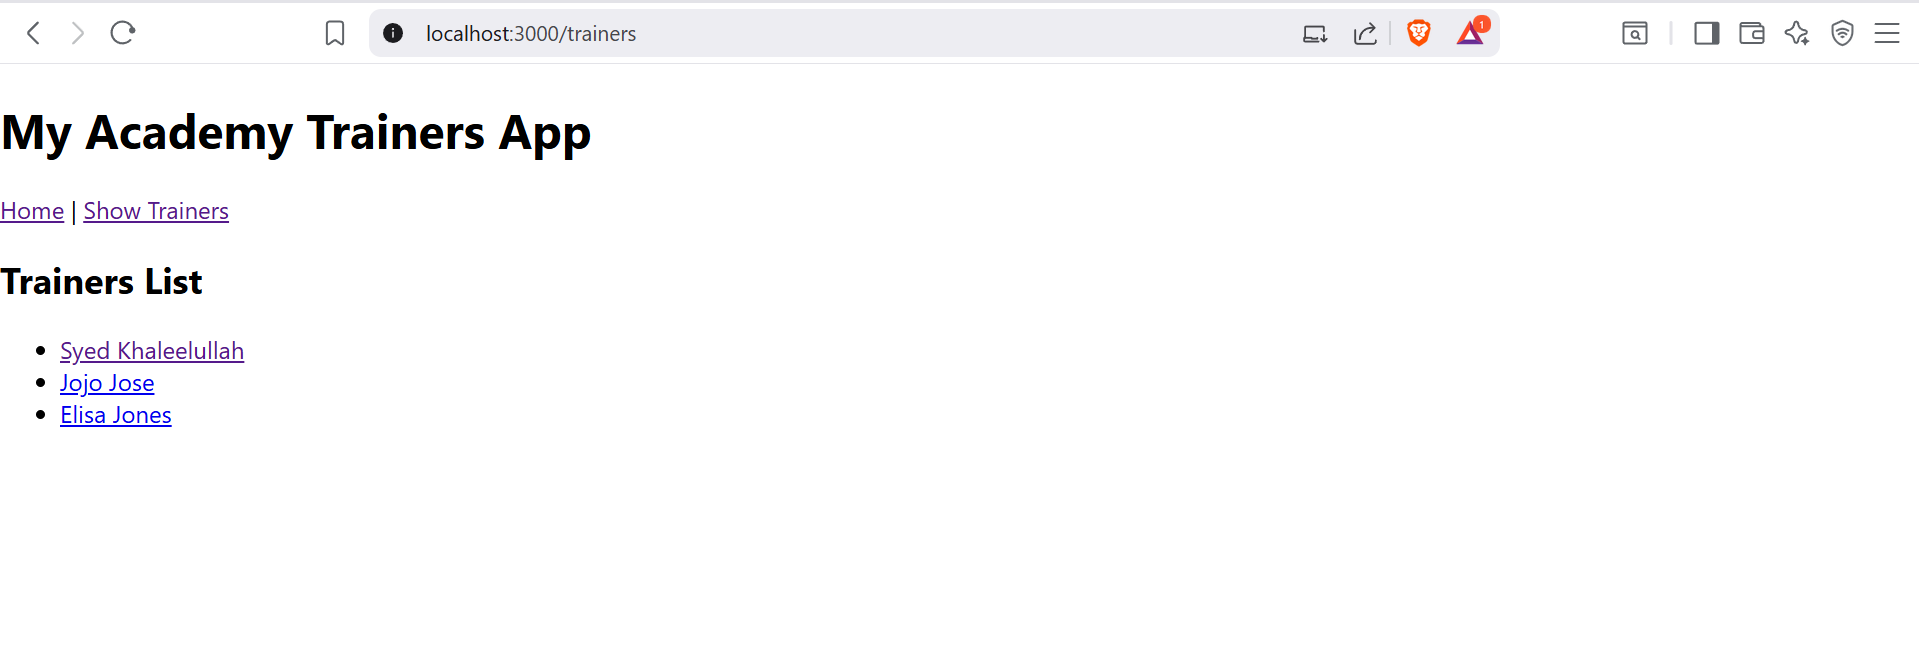 localhost:3000/trainers
1
My Academy Trainers App
Home | Show Trainers
Trainers List
Syed Khaleelullah
Jojo Jose
Elisa Jones